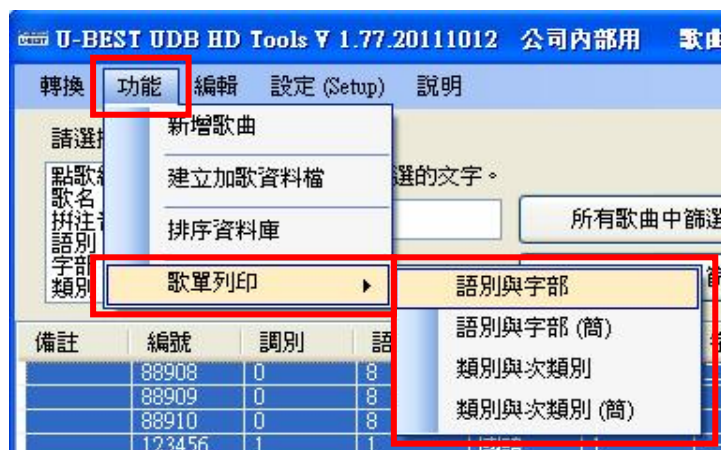 U-BEST UDB HD Tools V 1.77.20111012 公司內部用
轉換 功能 編輯 設定 (Setup) 說明
請選
新增歌曲
點歌
建立加歌資料檔
選的文字。
歌名
拼注
排序資料庫
所有歌曲中篩選
語別
字部
類別
歌單列印
語別與字部
語別與字部 (簡)
類別與次類別
類別與次類別 (簡)
備註 編號 調別 語
88908 0 8
88909 0 8
88910 0 8
123456 1 1